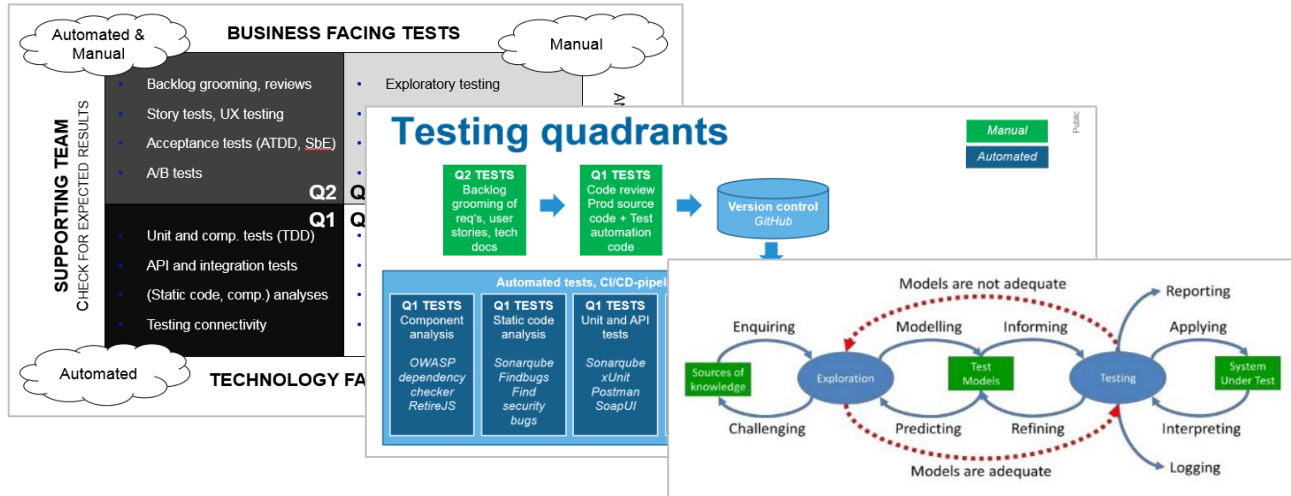 Automated &
Manual
BUSINESS FACING TESTS
Manual
SUPPORTING TEAM
CHECK FOR EXPECTED RESULTS
• Backlog grooming, reviews
• Story tests, UX testing
• Acceptance tests (ATDD, SbE)
• A/B tests
Q2
• Exploratory testing
Q1
• Unit and comp. tests (TDD)
• API and integration tests
• (Static code, comp.) analyses
• Testing connectivity
Automated
TECHNOLOGY FA
Testing quadrants
Manual
Automated
Public
Q2 TESTS
Backlog
grooming of
req's, user
stories, tech
docs
Q1 TESTS
Code review
Prod source
code + Test
automation
code
Version control
GitHub
Automated tests, CI/CD-pipel
Q1 TESTS
Component
analysis
OWASP
dependency
checker
RetireJS
Q1 TESTS
Static code
analysis
Sonarqube
Findbugs
Find
security
bugs
Q1 TESTS
Unit and API
tests
Sonarqube
xUnit
Postman
SoapUI
Models are not adequate
Reporting
Enquiring
Modelling
Informing
Applying
Sources of
knowledge
Exploration
Test
Models
Testing
System
Under Test
Challenging
Predicting
Refining
Interpreting
Models are adequate
Logging